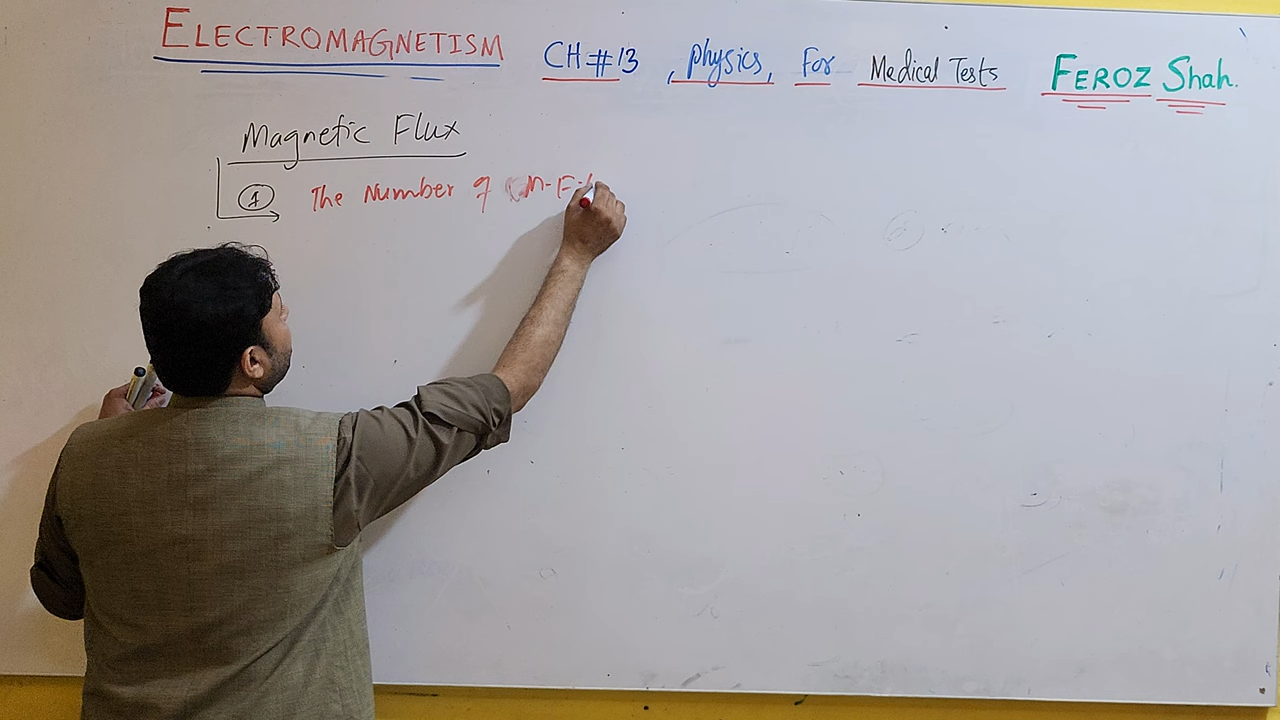 ELECTROMAGNETISM CH#13, physics, For Medical Tests FEROZ Shah.
Magnetic Flux
1 The Number of M.F.